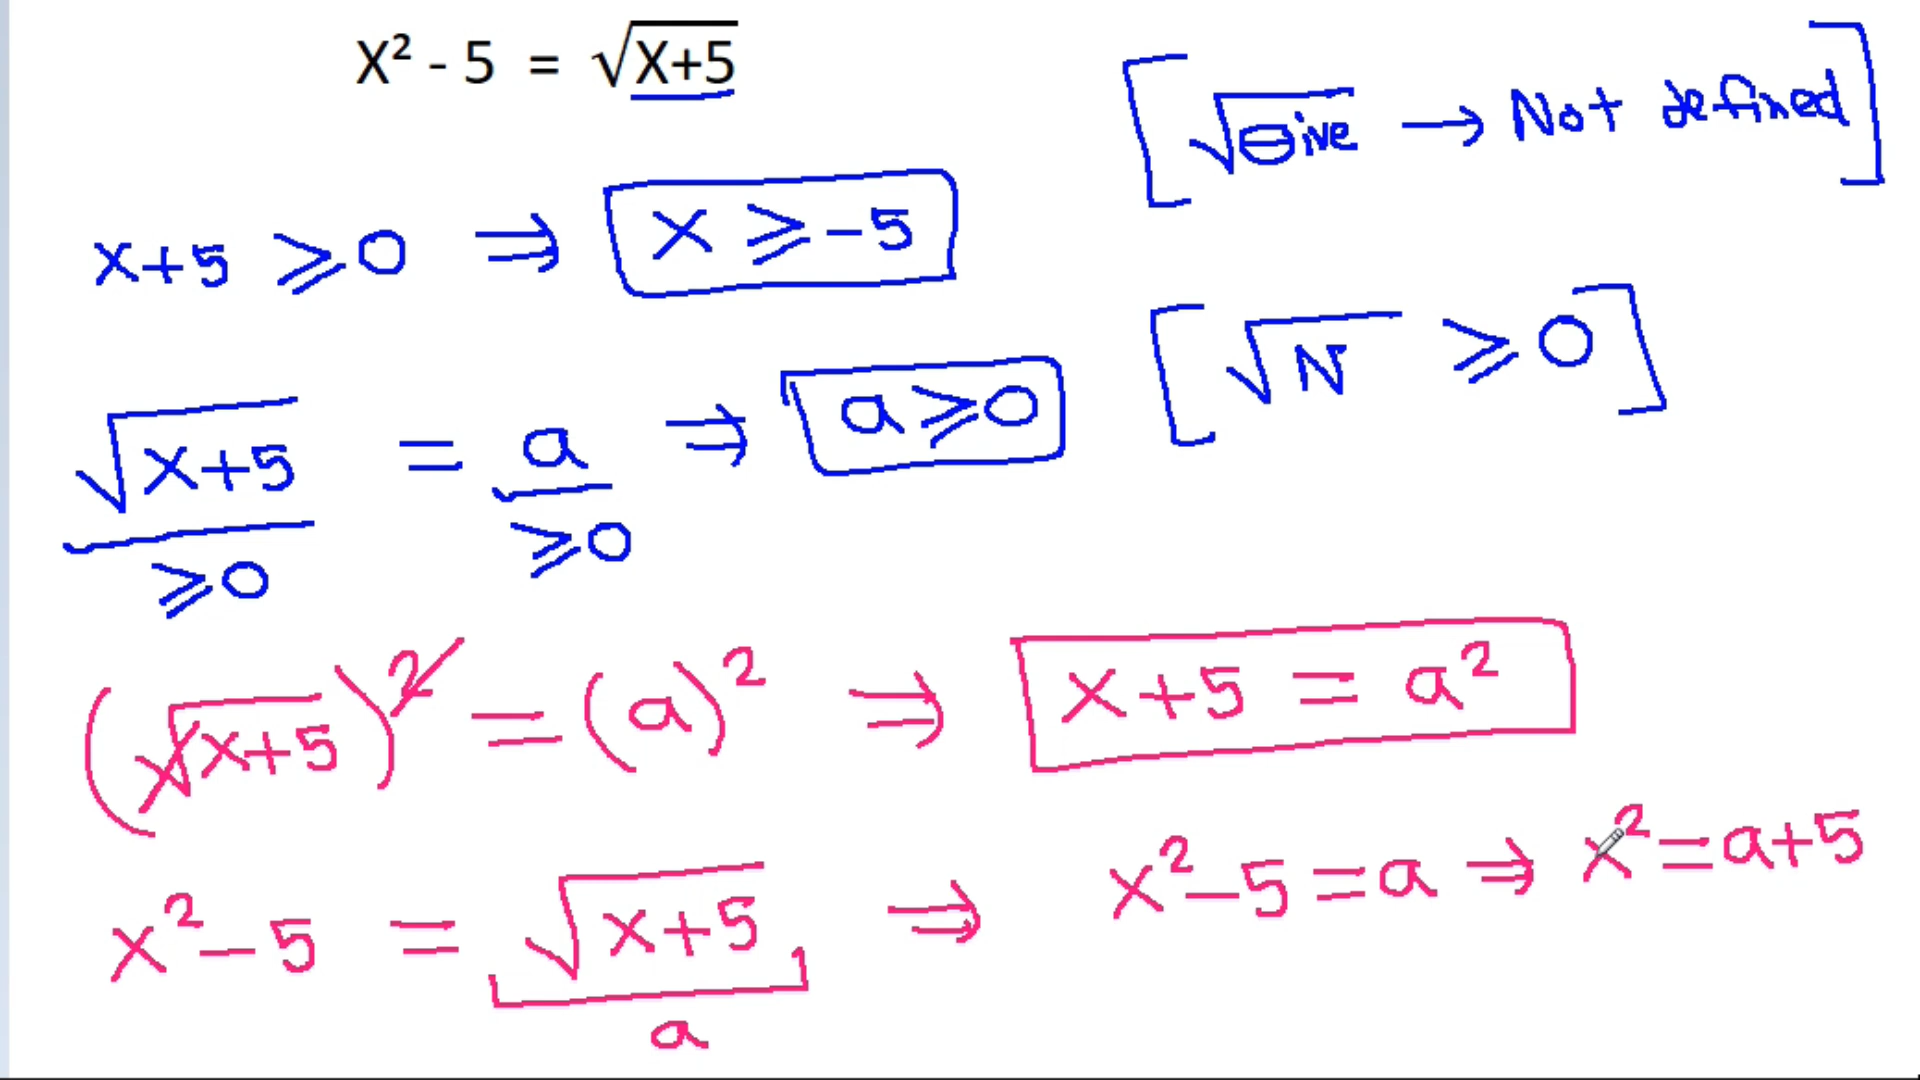 X² - 5 = √X+5
[√⊖ive → Not defined]
x+5 ⩾ 0 ⇒ x ⩾ -5
[√N ⩾ 0]
√x+5 = a ⇒ a⩾0
⩾0 ⩾0
(√x+5)² = (a)² ⇒ x+5 = a²
x²-5 = √x+5 ⇒ x²-5=a ⇒ x²=a+5
a